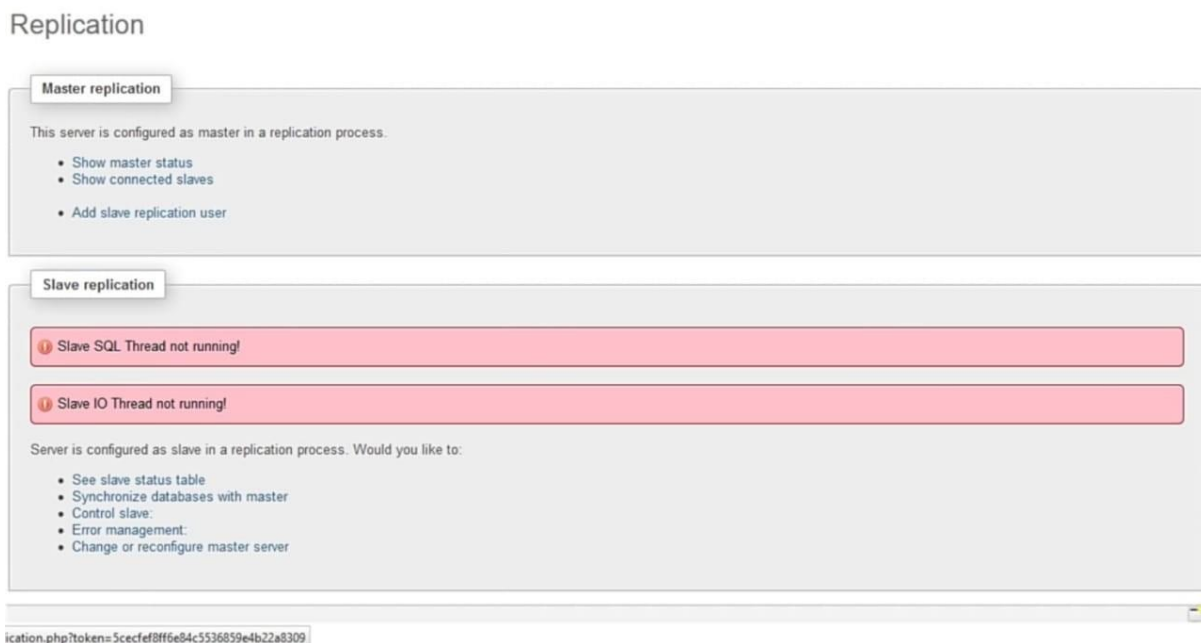 Replication
Master replication
This server is configured as master in a replication process.
Show master status
Show connected slaves
Add slave replication user
Slave replication
Slave SQL Thread not running!
Slave IO Thread not running!
Server is configured as slave in a replication process. Would you like to:
See slave status table
Synchronize databases with master
Control slave:
Error management:
Change or reconfigure master server
ication.php?token=5cecfef8ff6e84c5536859e4b22a8309